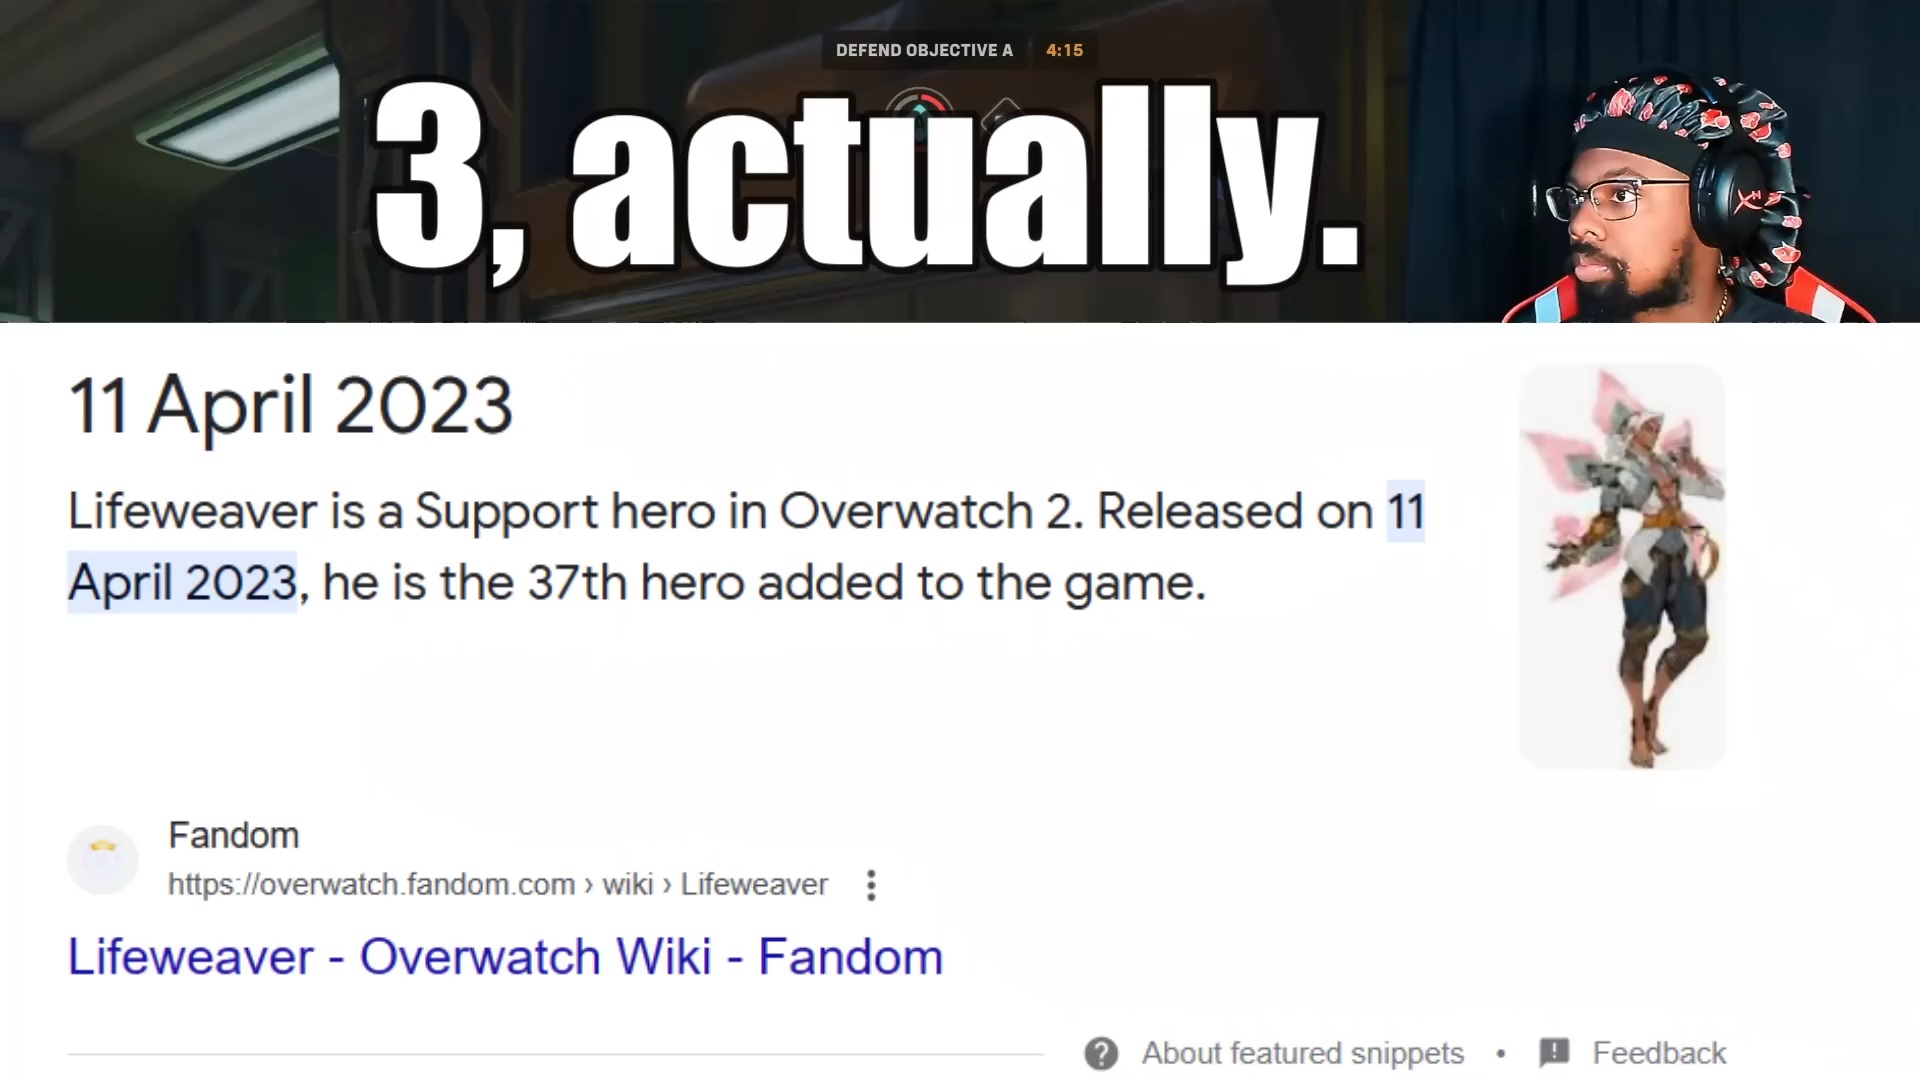 DEFEND OBJECTIVE A 4:15
3, actually.
11 April 2023
Lifeweaver is a Support hero in Overwatch 2. Released on 11
April 2023, he is the 37th hero added to the game.
Fandom
https://overwatch.fandom.com › wiki › Lifeweaver
Lifeweaver - Overwatch Wiki - Fandom
About featured snippets • Feedback